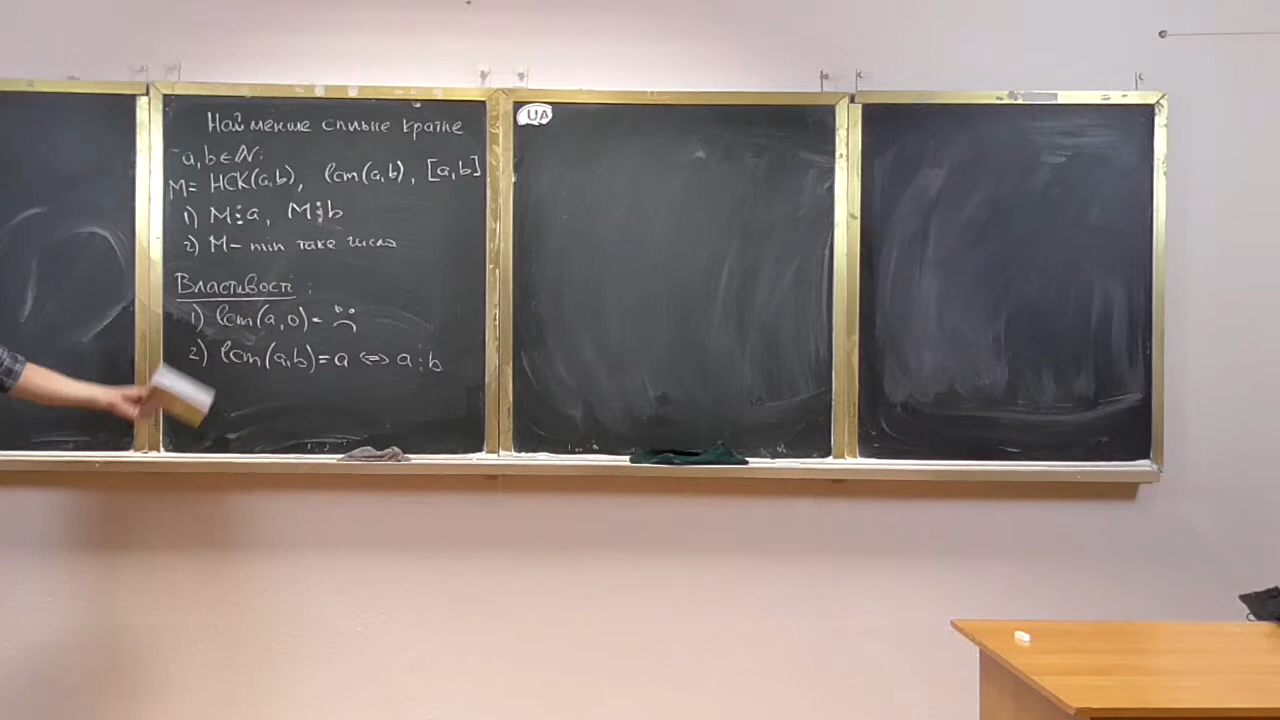 Найменше спільне кратне
a, b ∈ N:
M = НСК(a,b), lcm(a,b), [a,b]
1) M⋮a, M⋮b
2) M – min таке число
Властивості:
1) lcm(a,0) = ☹
2) lcm(a,b) = a ⇔ a⋮b
UA